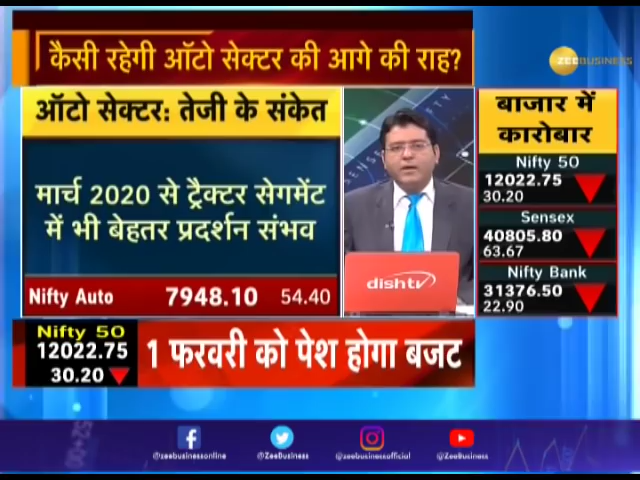 कैसी रहेगी ऑटो सेक्टर की आगे की राह?
ZEEBUSINESS
ऑटो सेक्टर: तेजी के संकेत
मार्च 2020 से ट्रैक्टर सेगमेंट
में भी बेहतर प्रदर्शन संभव
Nifty Auto 7948.10 54.40
dishtv
बाजार में
कारोबार
Nifty 50
12022.75
30.20
Sensex
40805.80
63.67
Nifty Bank
31376.50
22.90
Nifty 50
12022.75
30.20
1 फरवरी को पेश होगा बजट
@zeebusinessonline
@ZeeBusiness
@zeebusinessofficial
@ZeeBusiness